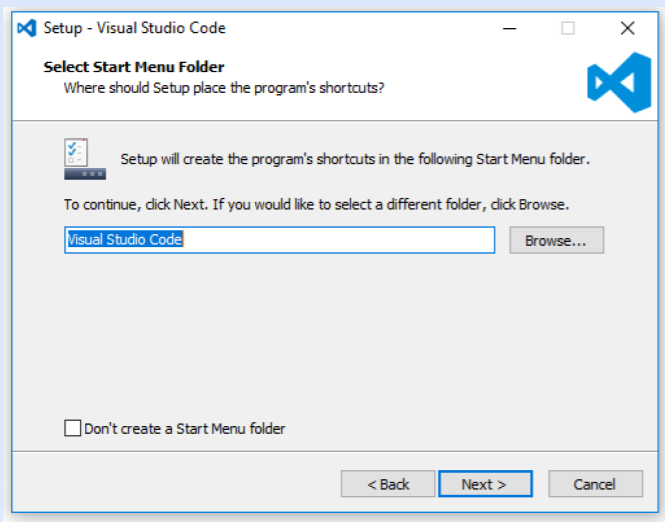 Setup - Visual Studio Code
Select Start Menu Folder
Where should Setup place the program's shortcuts?
Setup will create the program's shortcuts in the following Start Menu folder.
To continue, click Next. If you would like to select a different folder, click Browse.
Visual Studio Code
Browse...
Don't create a Start Menu folder
< Back
Next >
Cancel